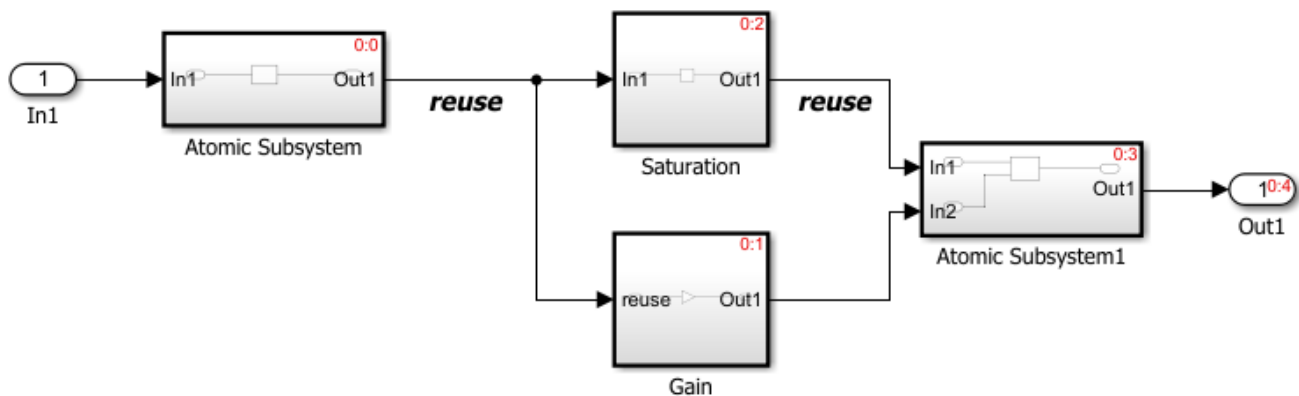 0:0
0:2
1
In1
Out1
In1
Out1
In1
reuse
reuse
Atomic Subsystem
Saturation
0:3
In1
Out1
1
0:4
In2
Out1
0:1
Atomic Subsystem1
reuse
Out1
Gain